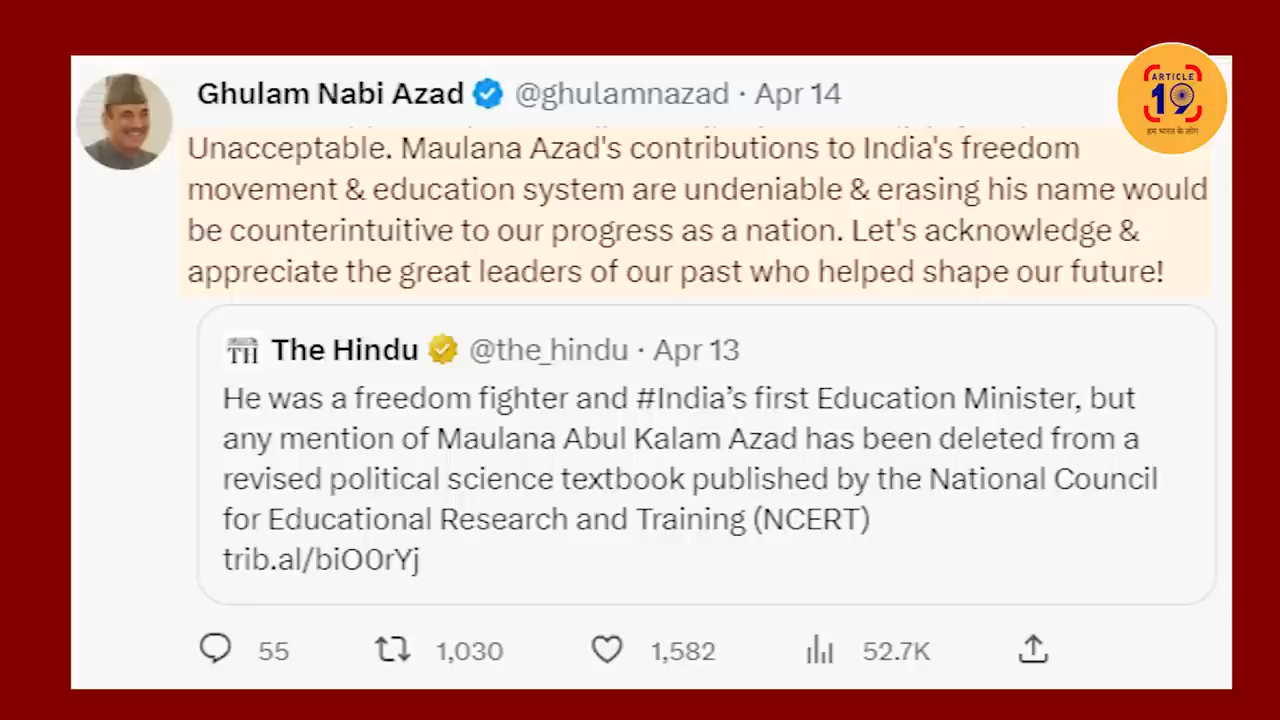 ARTICLE
19
हम भारत के लोग
Ghulam Nabi Azad @ghulamnazad · Apr 14
Unacceptable. Maulana Azad's contributions to India's freedom
movement & education system are undeniable & erasing his name would
be counterintuitive to our progress as a nation. Let's acknowledge &
appreciate the great leaders of our past who helped shape our future!
TH The Hindu @the_hindu · Apr 13
He was a freedom fighter and #India’s first Education Minister, but
any mention of Maulana Abul Kalam Azad has been deleted from a
revised political science textbook published by the National Council
for Educational Research and Training (NCERT)
trib.al/biO0rYj
55 1,030 1,582 52.7K